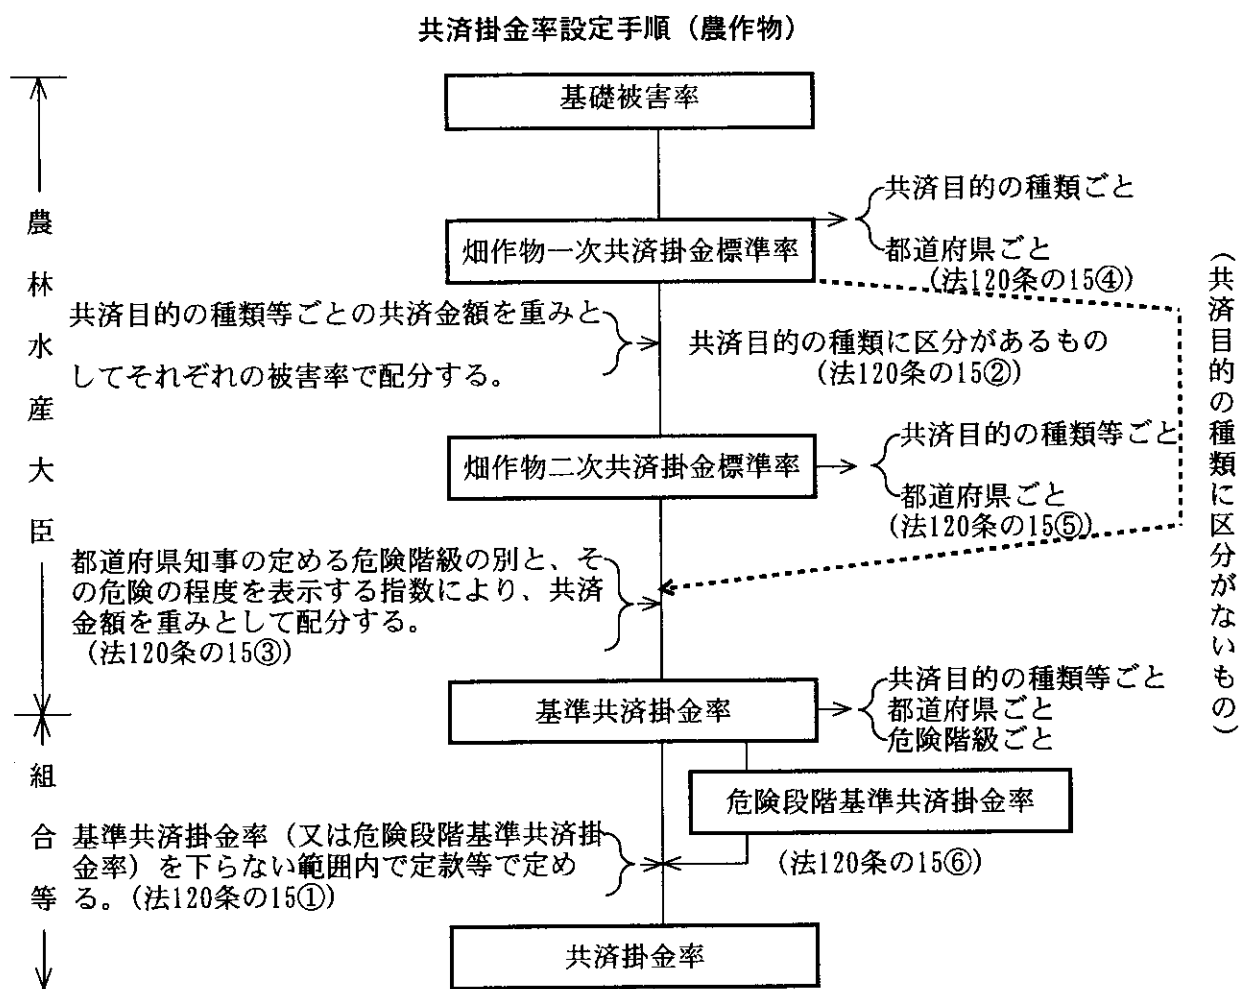 共済掛金率設定手順（農作物）
基礎被害率
共済目的の種類ごと
畑作物一次共済掛金標準率
都道府県ごと
(法120条の15④)
共済目的の種類等ごとの共済金額を重みと
してそれぞれの被害率で配分する。
共済目的の種類に区分があるもの
(法120条の15②)
共済目的の種類等ごと
畑作物二次共済掛金標準率
都道府県ごと
(法120条の15⑤)
（共済目的の種類に区分がないもの）
都道府県知事の定める危険階級の別と、そ
の危険の程度を表示する指数により、共済
金額を重みとして配分する。
(法120条の15③)
農林水産大臣
共済目的の種類等ごと
基準共済掛金率
都道府県ごと
危険階級ごと
危険段階基準共済掛金率
(法120条の15⑥)
組合等
基準共済掛金率（又は危険段階基準共済掛
金率）を下らない範囲内で定款等で定め
る。(法120条の15①)
共済掛金率